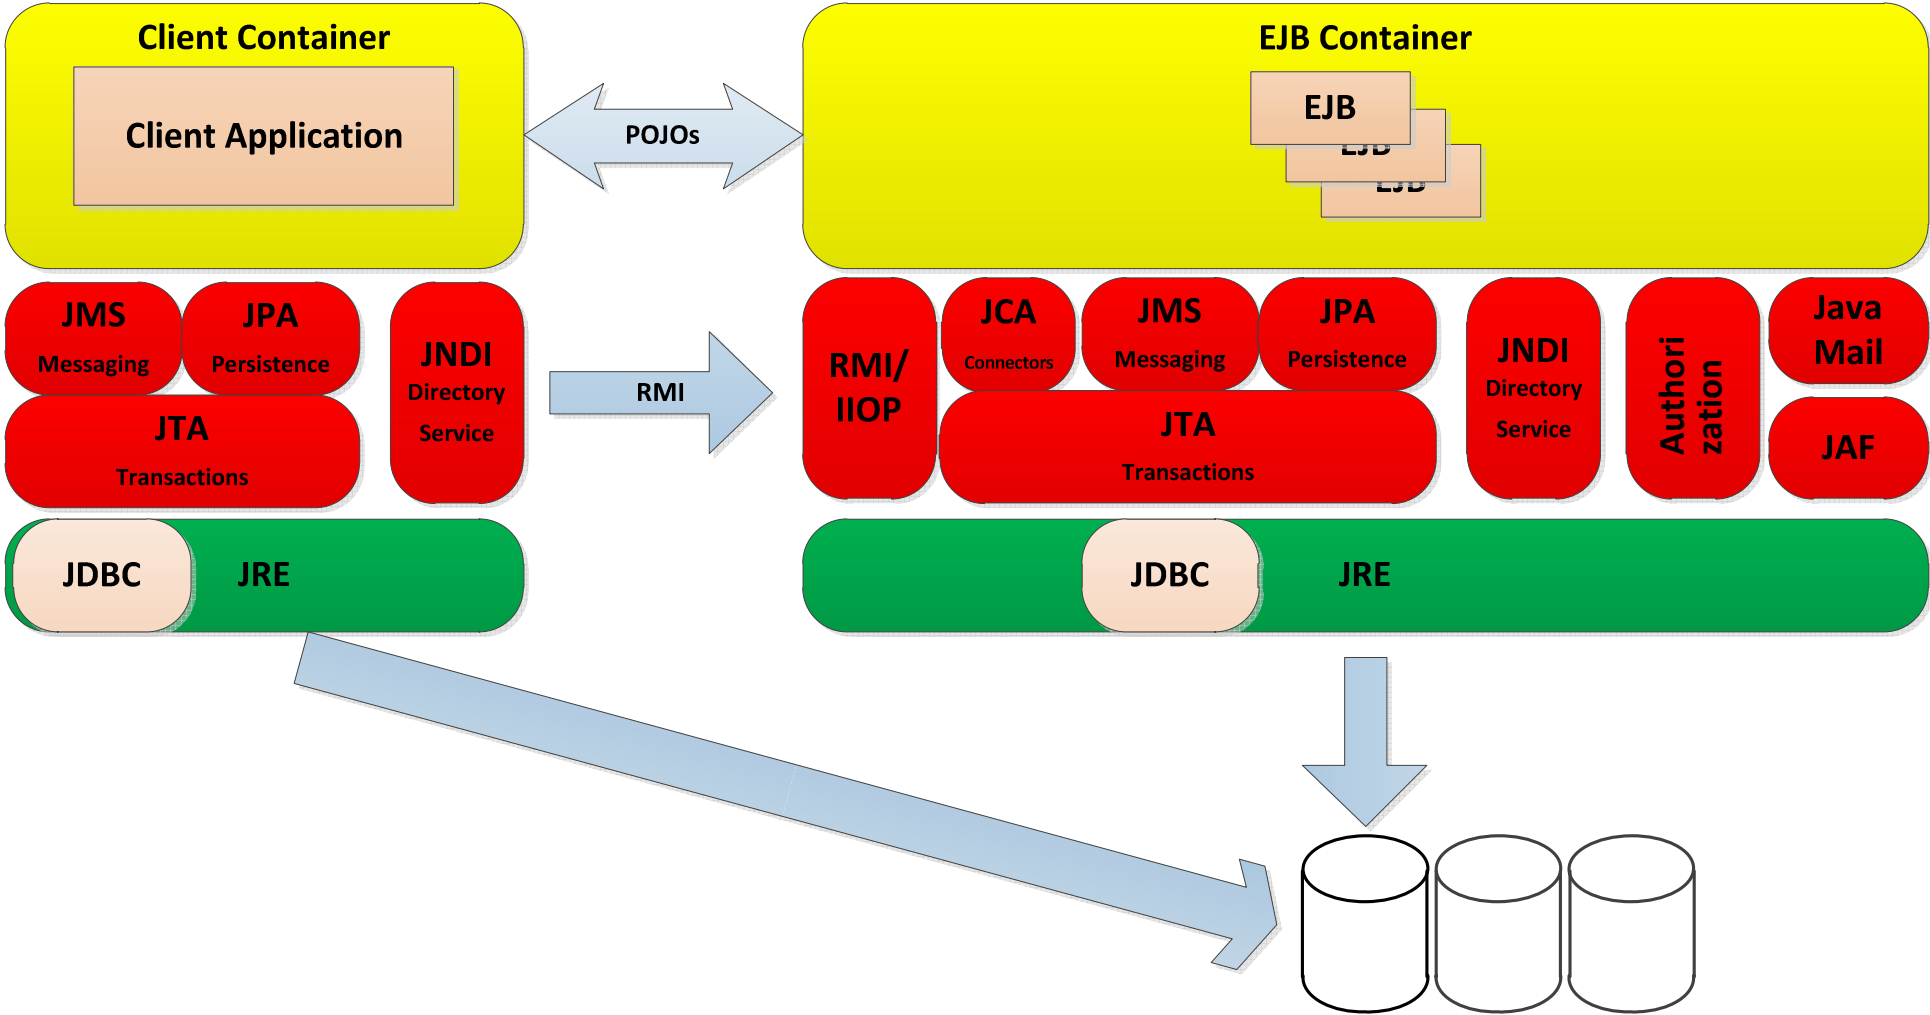 Client Container
Client Application
POJOs
EJB Container
EJB
EJB
EJB
JMS
Messaging
JPA
Persistence
JTA
Transactions
JNDI
Directory
Service
RMI
RMI/
IIOP
JCA
Connectors
JMS
Messaging
JPA
Persistence
JTA
Transactions
JNDI
Directory
Service
Authori
zation
Java
Mail
JAF
JDBC
JRE
JDBC
JRE